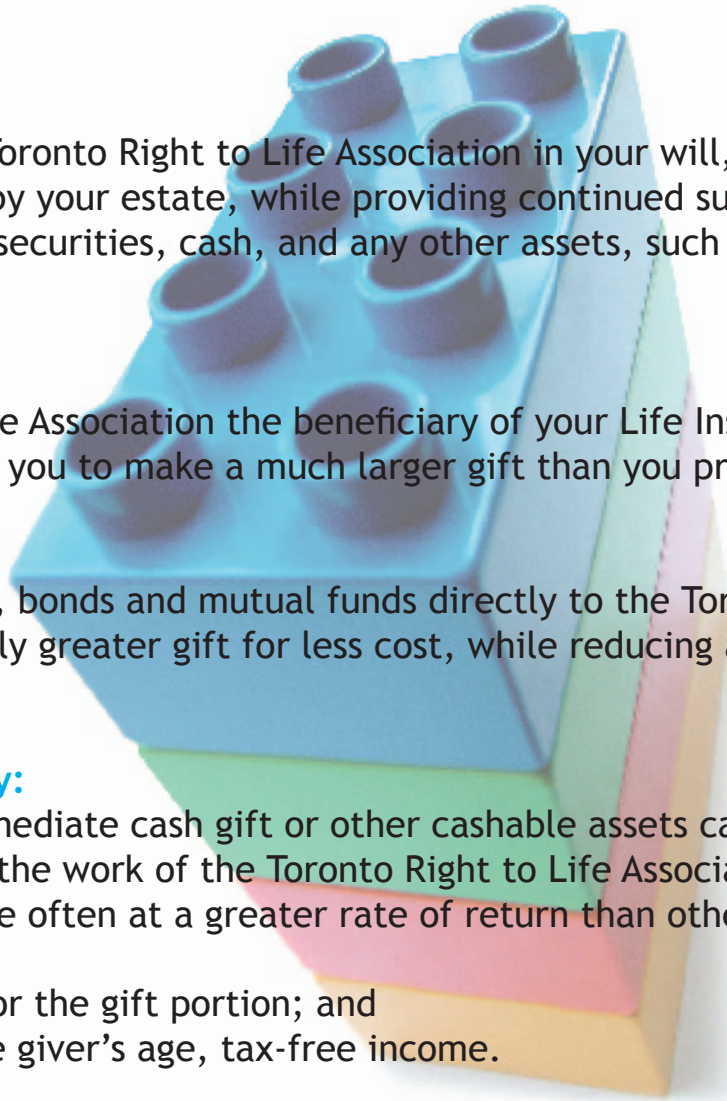 Toronto Right to Life Association in your will,
by your estate, while providing continued su
securities, cash, and any other assets, such
e Association the beneficiary of your Life Ins
you to make a much larger gift than you pr
, bonds and mutual funds directly to the Tor
ly greater gift for less cost, while reducing a
y:
mediate cash gift or other cashable assets ca
the work of the Toronto Right to Life Associa
e often at a greater rate of return than othe
or the gift portion; and
e giver’s age, tax-free income.